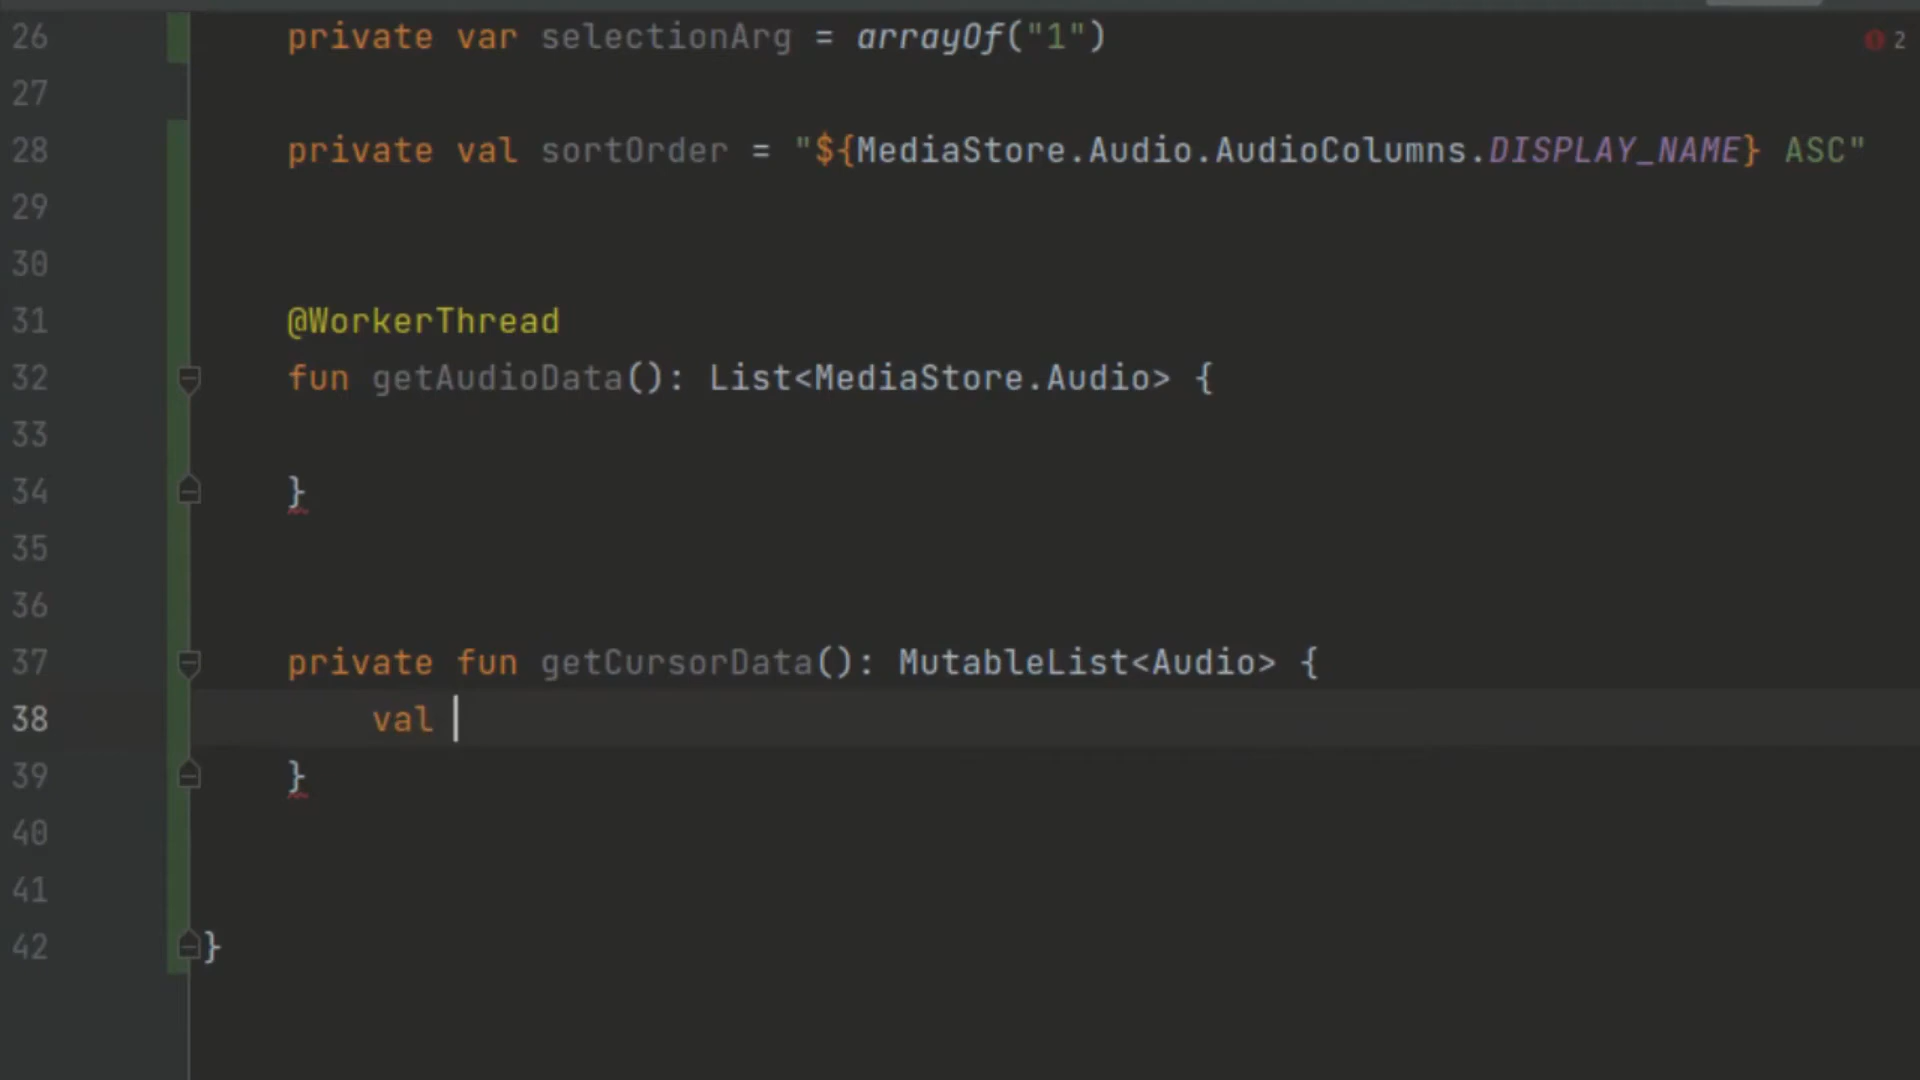 26 private var selectionArg = arrayOf("1") 2
27
28 private val sortOrder = "${MediaStore.Audio.AudioColumns.DISPLAY_NAME} ASC"
29
30
31 @WorkerThread
32 fun getAudioData(): List<MediaStore.Audio> {
33
34 }
35
36
37 private fun getCursorData(): MutableList<Audio> {
38 val
39 }
40
41
42 }